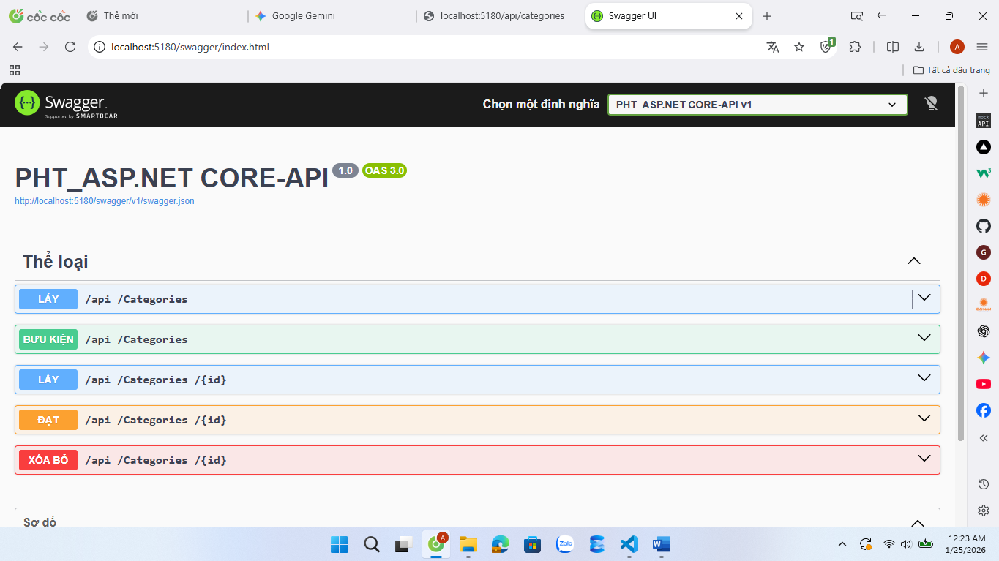 cốc cốc
Thẻ mới
Google Gemini
localhost:5180/api/categories
Swagger UI
localhost:5180/swagger/index.html
1
A
Tất cả dấu trang
Swagger
Supported by SMARTBEAR
Chọn một định nghĩa
PHT_ASP.NET CORE-API v1
PHT_ASP.NET CORE-API 1.0 OAS 3.0
http://localhost:5180/swagger/v1/swagger.json
Thể loại
LẤY /api /Categories
BƯU KIỆN /api /Categories
LẤY /api /Categories /{id}
ĐẶT /api /Categories /{id}
XÓA BỎ /api /Categories /{id}
Sơ đồ
mock
API
W3
G
D
A
Zalo
W
12:23 AM
1/25/2026